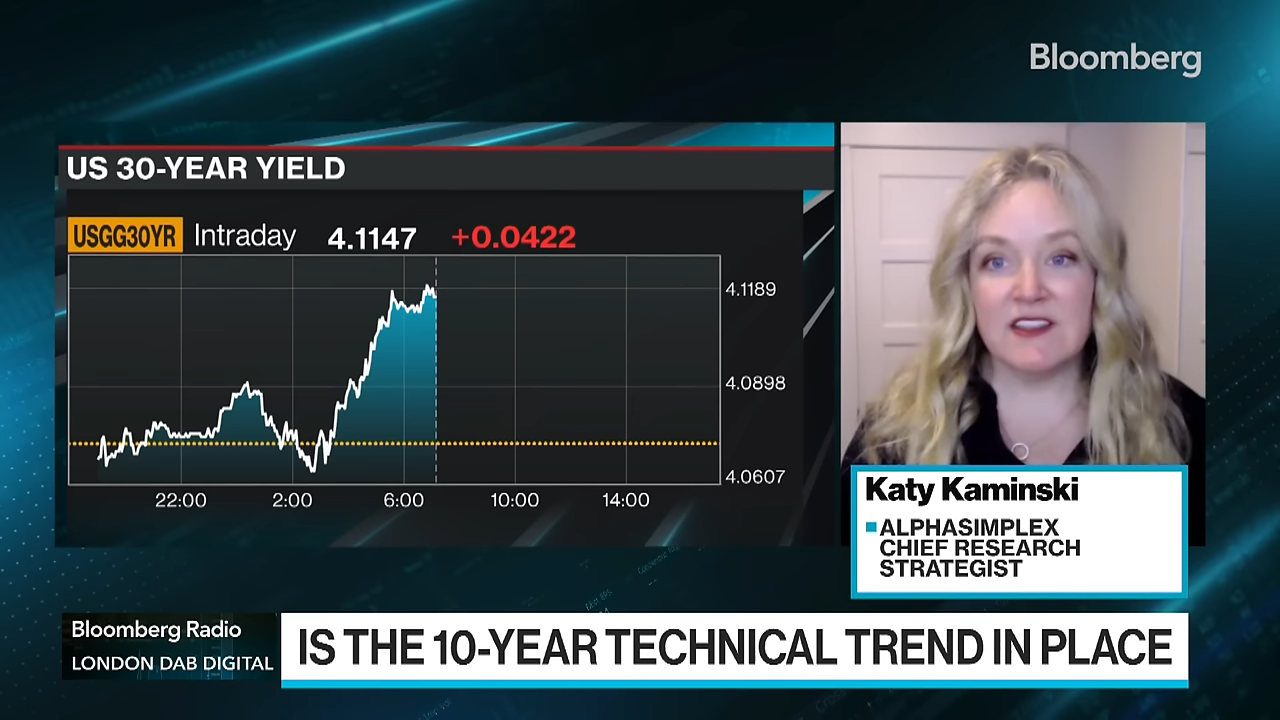 Bloomberg
US 30-YEAR YIELD
USGG30YR Intraday 4.1147 +0.0422
4.1189
4.0898
4.0607
22:00 2:00 6:00 10:00 14:00
Katy Kaminski
ALPHASIMPLEX
CHIEF RESEARCH
STRATEGIST
Bloomberg Radio
LONDON DAB DIGITAL
IS THE 10-YEAR TECHNICAL TREND IN PLACE